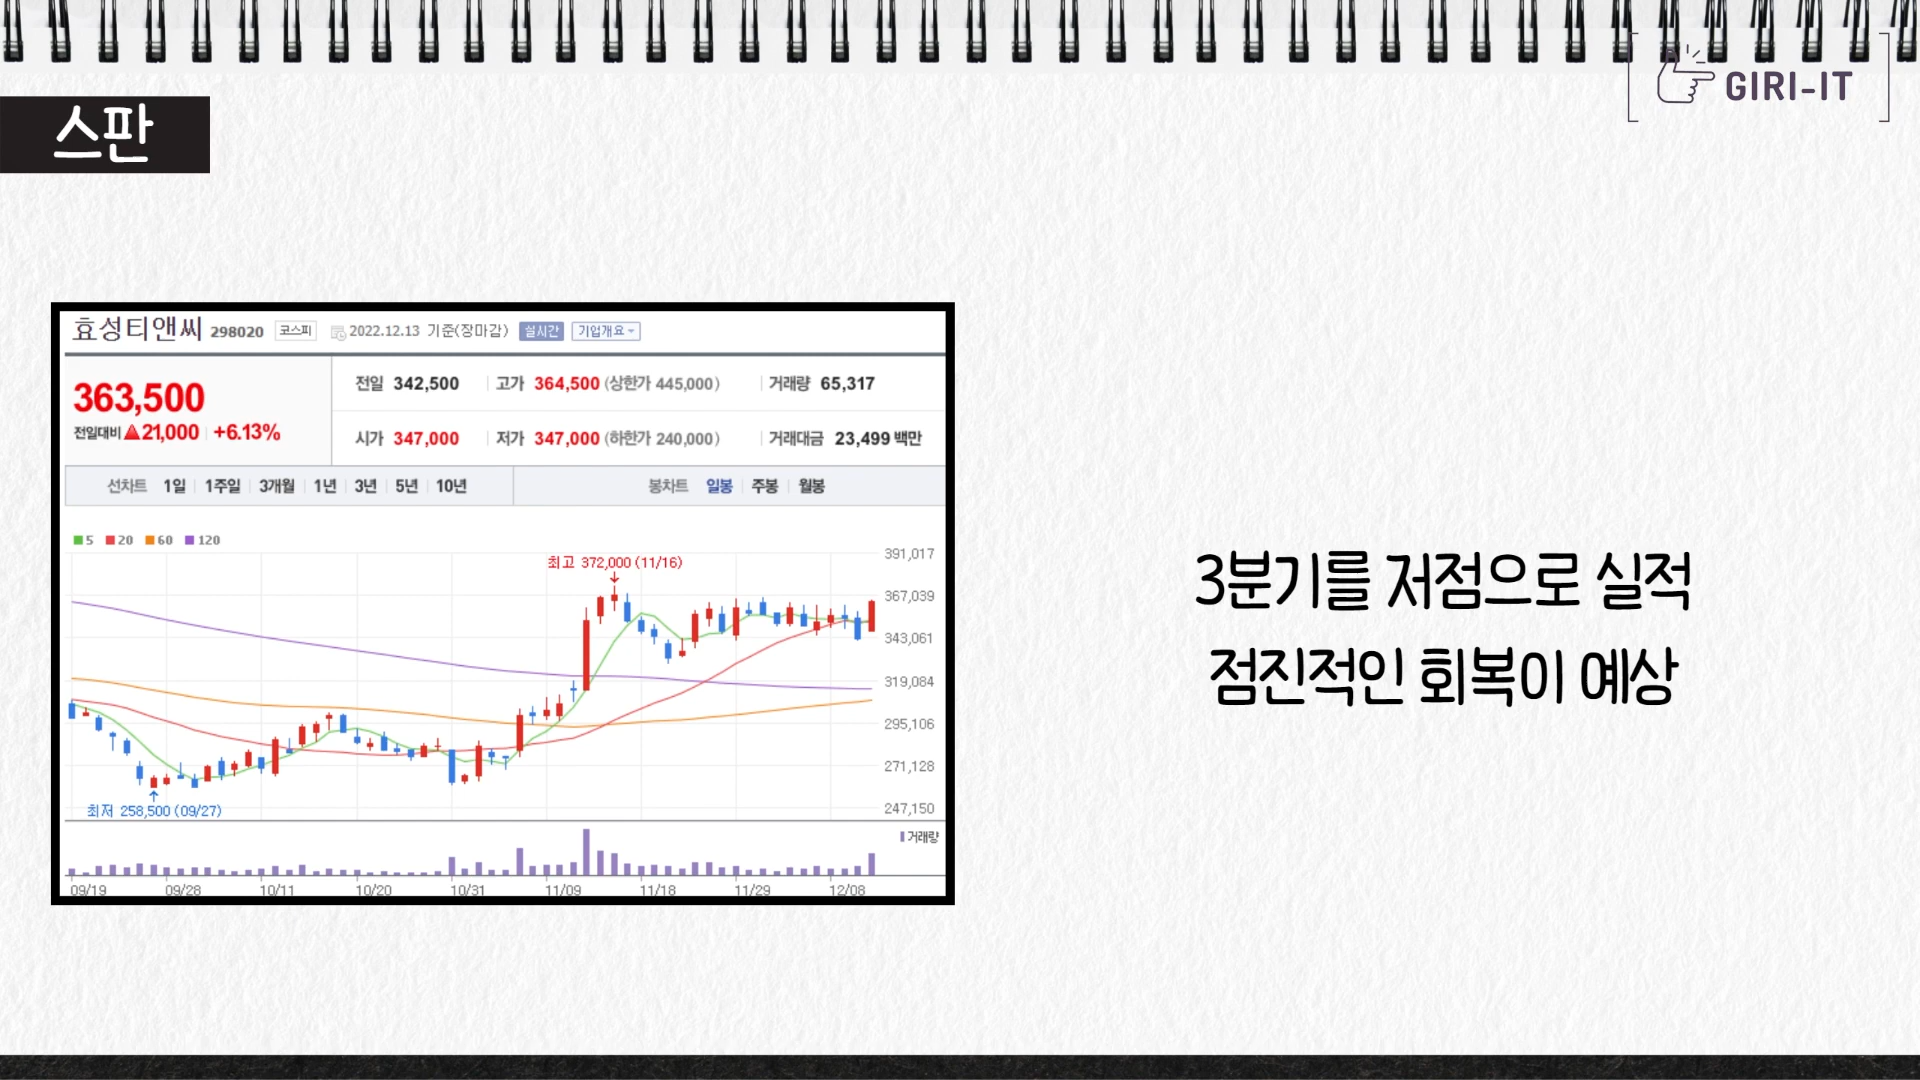 GIRI-IT
스판
효성티앤씨 298020 코스피 2022.12.13 기준(장마감) 실시간 기업개요
363,500
전일대비 ▲21,000 +6.13%
전일 342,500 고가 364,500 (상한가 445,000) 거래량 65,317
시가 347,000 저가 347,000 (하한가 240,000) 거래대금 23,499 백만
선차트 1일 1주일 3개월 1년 3년 5년 10년 봉차트 일봉 주봉 월봉
5 20 60 120
최고 372,000 (11/16)
391,017
367,039
343,061
319,084
295,106
271,128
247,150
최저 258,500 (09/27)
거래량
09/19 09/28 10/11 10/20 10/31 11/09 11/18 11/29 12/08
3분기를 저점으로 실적
점진적인 회복이 예상